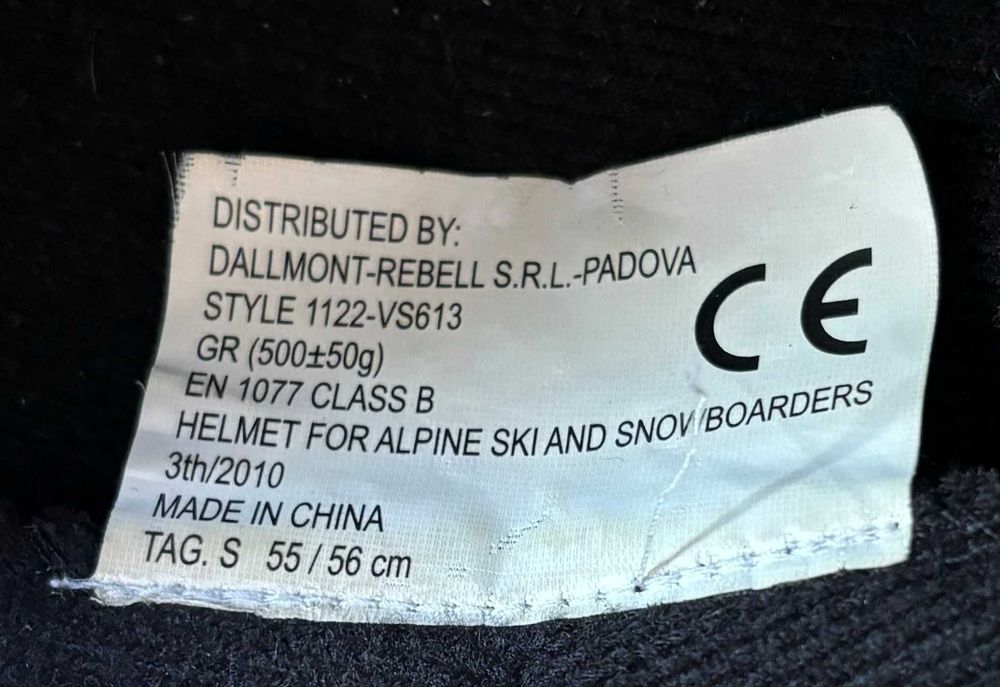 DISTRIBUTED BY:
DALLMONT-REBELL S.R.L.-PADOVA
STYLE 1122-VS613
GR (500±50g)
EN 1077 CLASS B
HELMET FOR ALPINE SKI AND SNOWBOARDERS
3th/2010
MADE IN CHINA
TAG. S 55 / 56 cm
CE